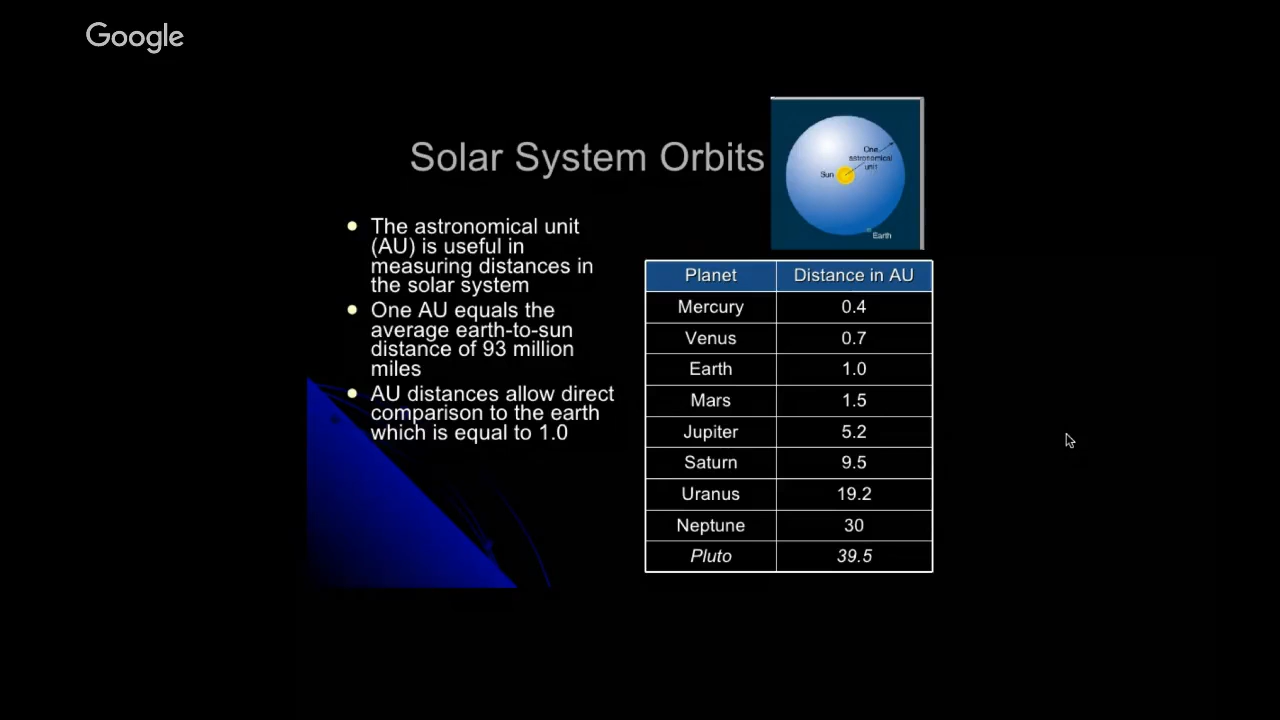 Google
Solar System Orbits
One
astronomical
unit
Sun
Earth
• The astronomical unit
(AU) is useful in
measuring distances in
the solar system
• One AU equals the
average earth-to-sun
distance of 93 million
miles
• AU distances allow direct
comparison to the earth
which is equal to 1.0
Planet Distance in AU
Mercury 0.4
Venus 0.7
Earth 1.0
Mars 1.5
Jupiter 5.2
Saturn 9.5
Uranus 19.2
Neptune 30
Pluto 39.5